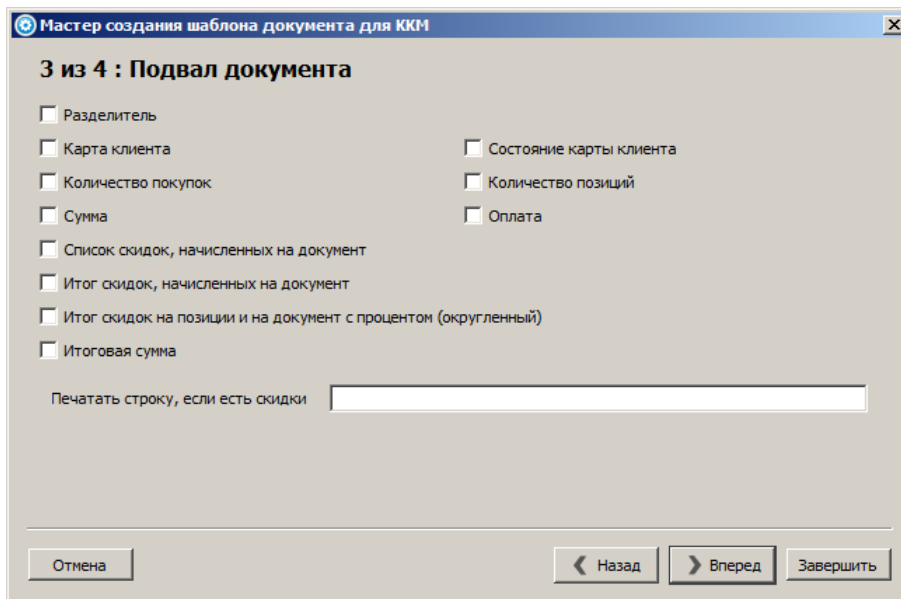 Мастер создания шаблона документа для ККМ
3 из 4 : Подвал документа
Разделитель
Карта клиента Состояние карты клиента
Количество покупок Количество позиций
Сумма Оплата
Список скидок, начисленных на документ
Итог скидок, начисленных на документ
Итог скидок на позиции и на документ с процентом (округленный)
Итоговая сумма
Печатать строку, если есть скидки
Отмена Назад Вперед Завершить